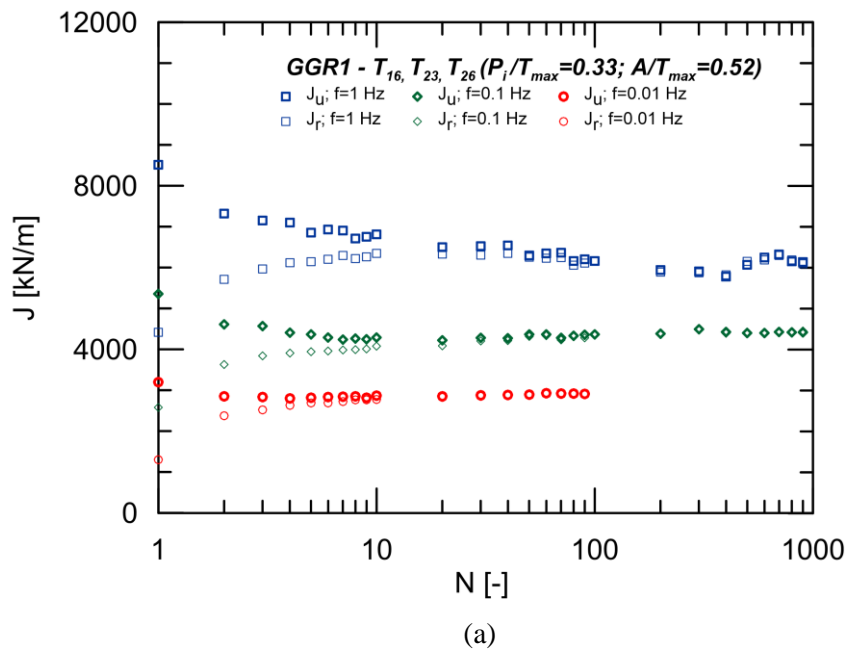 12000
GGR1 - T16, T23, T26 (Pi/Tmax=0.33; A/Tmax=0.52)
Ju; f=1 Hz Ju; f=0.1 Hz Ju; f=0.01 Hz
Jr; f=1 Hz Jr; f=0.1 Hz Jr; f=0.01 Hz
8000
J [kN/m]
4000
0
1 10 100 1000
N [-]
(a)